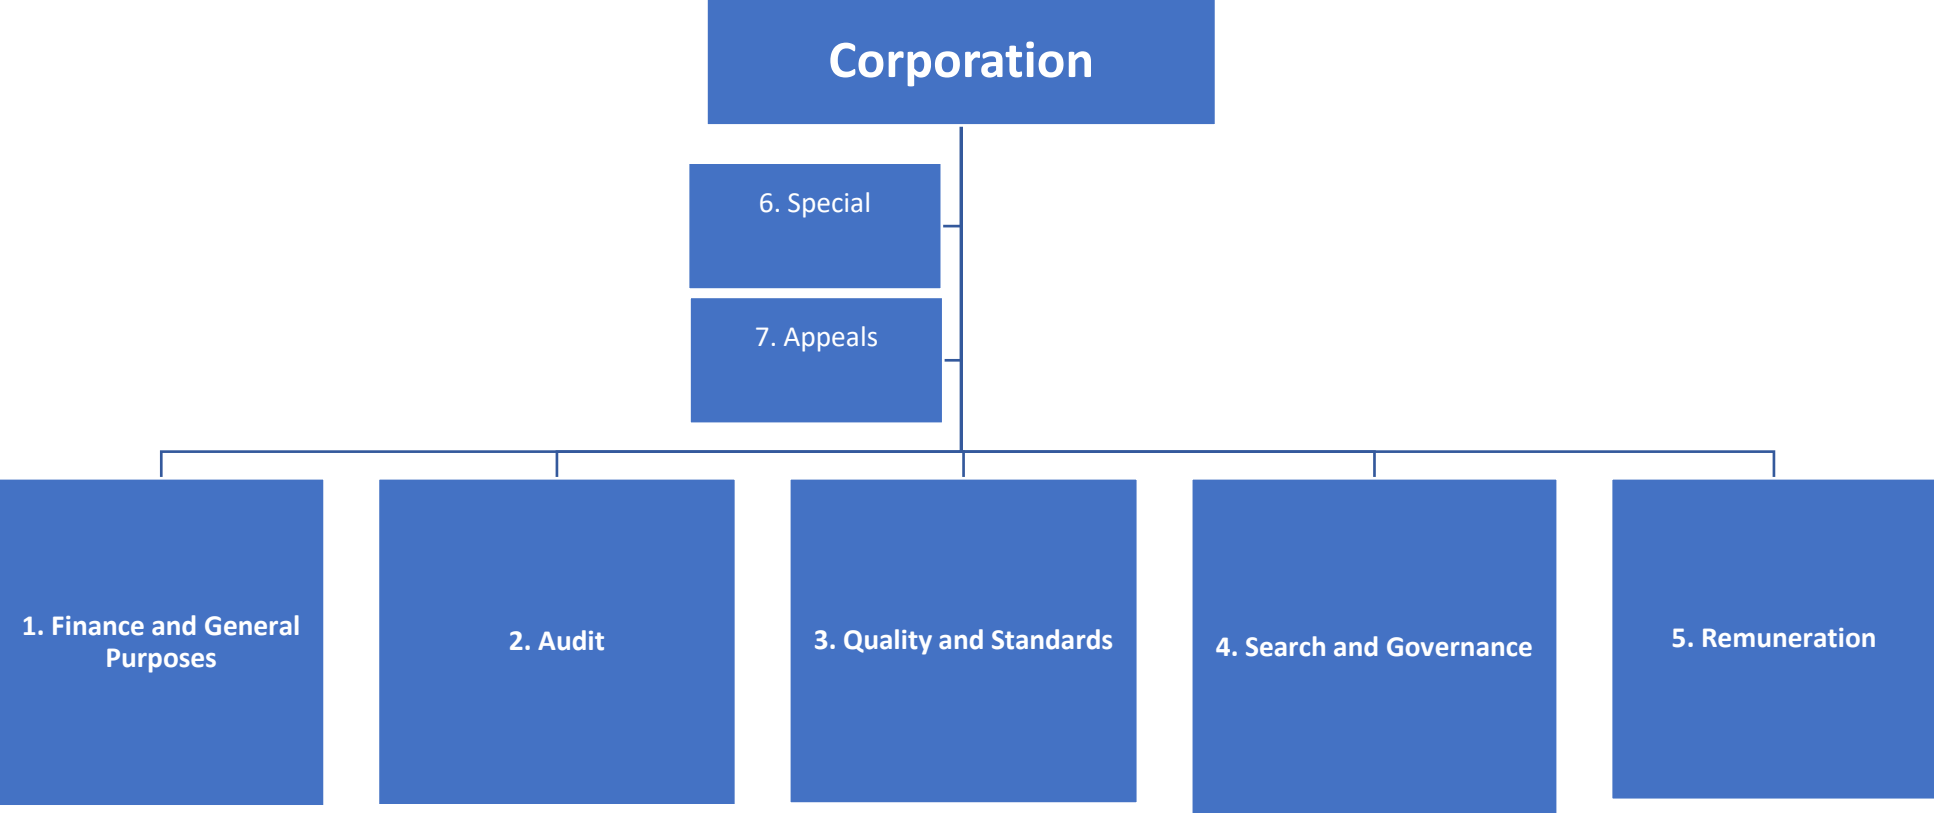 Corporation
6. Special
7. Appeals
1. Finance and General
Purposes
2. Audit
3. Quality and Standards
4. Search and Governance
5. Remuneration